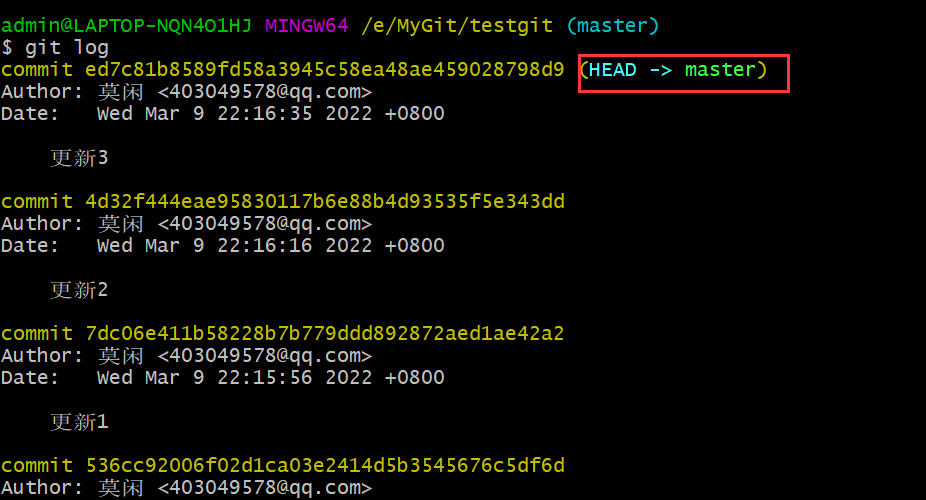 admin@LAPTOP-NQN4O1HJ MINGW64 /e/MyGit/testgit (master)
$ git log
commit ed7c81b8589fd58a3945c58ea48ae459028798d9 (HEAD -> master)
Author: 莫闲 <403049578@qq.com>
Date:   Wed Mar 9 22:16:35 2022 +0800
更新3
commit 4d32f444eae95830117b6e88b4d93535f5e343dd
Author: 莫闲 <403049578@qq.com>
Date:   Wed Mar 9 22:16:16 2022 +0800
更新2
commit 7dc06e411b58228b7b779ddd892872aed1ae42a2
Author: 莫闲 <403049578@qq.com>
Date:   Wed Mar 9 22:15:56 2022 +0800
更新1
commit 536cc92006f02d1ca03e2414d5b3545676c5df6d
Author: 莫闲 <403049578@qq.com>